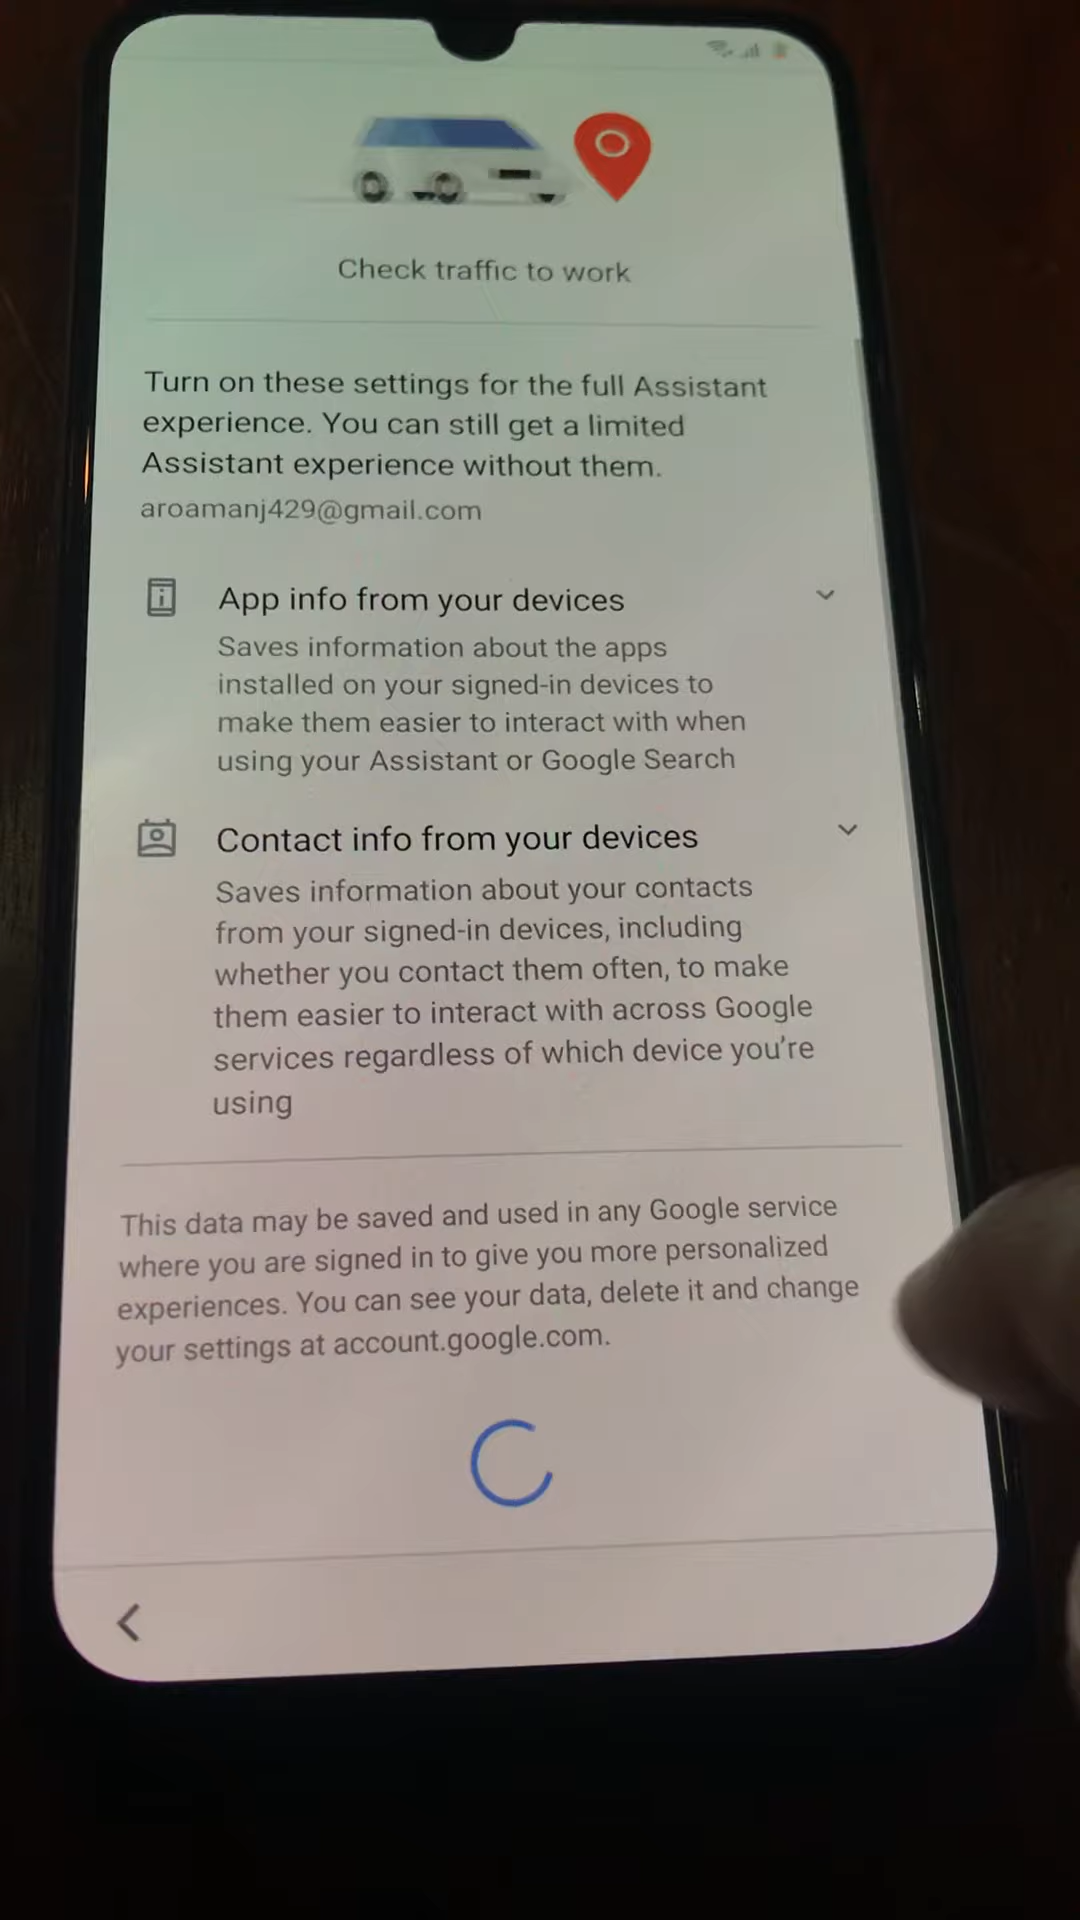 Check traffic to work
Turn on these settings for the full Assistant
experience. You can still get a limited
Assistant experience without them.
aroamanj429@gmail.com
App info from your devices
Saves information about the apps
installed on your signed-in devices to
make them easier to interact with when
using your Assistant or Google Search
Contact info from your devices
Saves information about your contacts
from your signed-in devices, including
whether you contact them often, to make
them easier to interact with across Google
services regardless of which device you're
using
This data may be saved and used in any Google service
where you are signed in to give you more personalized
experiences. You can see your data, delete it and change
your settings at account.google.com.